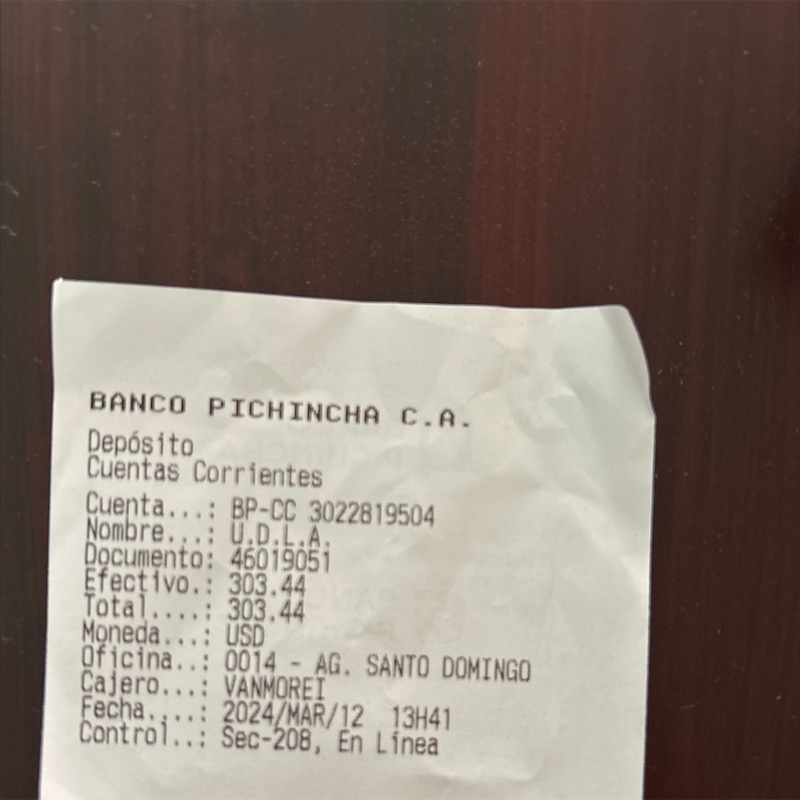 BANCO PICHINCHA C.A.
Depósito
Cuentas Corrientes
Cuenta...: BP-CC 3022819504
Nombre...: U.D.L.A.
Documento: 46019051
Efectivo.: 303.44
Total....: 303.44
Moneda...: USD
Oficina..: 0014 - AG. SANTO DOMINGO
Cajero...: VANMOREI
Fecha....: 2024/MAR/12 13H41
Control..: Sec-208, En Línea